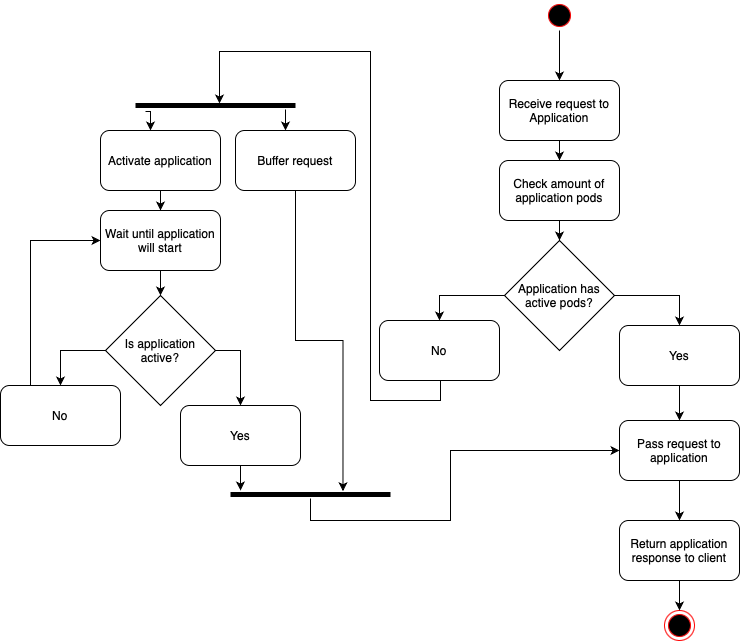 Receive request to
Application
Check amount of
application pods
Application has
active pods?
No
Yes
Activate application
Buffer request
Wait until application
will start
Is application
active?
No
Yes
Pass request to
application
Return application
response to client